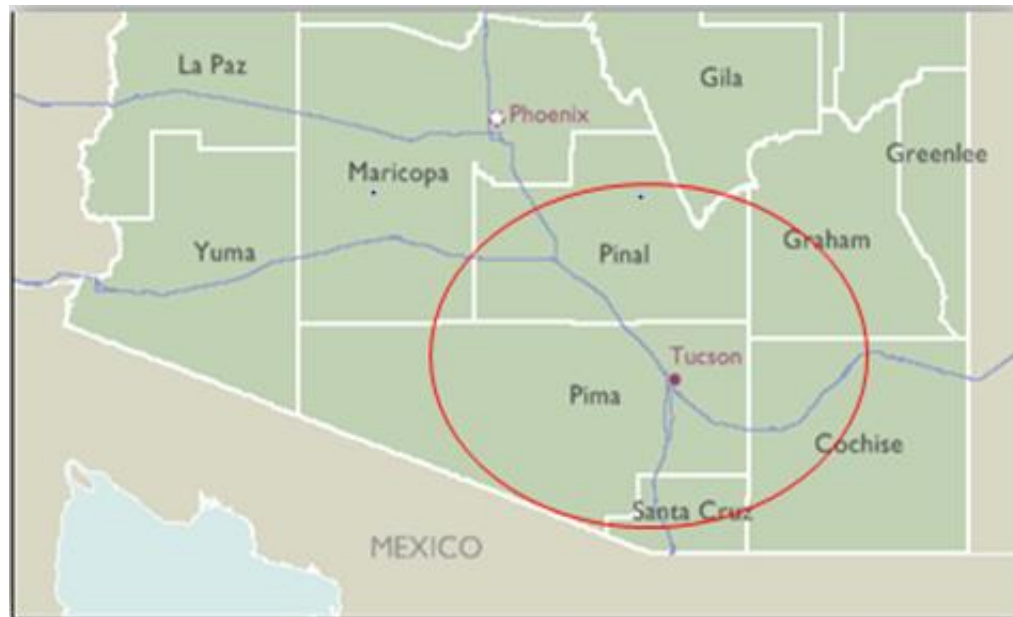 La Paz
Gila
Phoenix
Greenlee
Maricopa
Yuma
Pinal
Graham
Tucson
Pima
Cochise
Santa Cruz
MEXICO